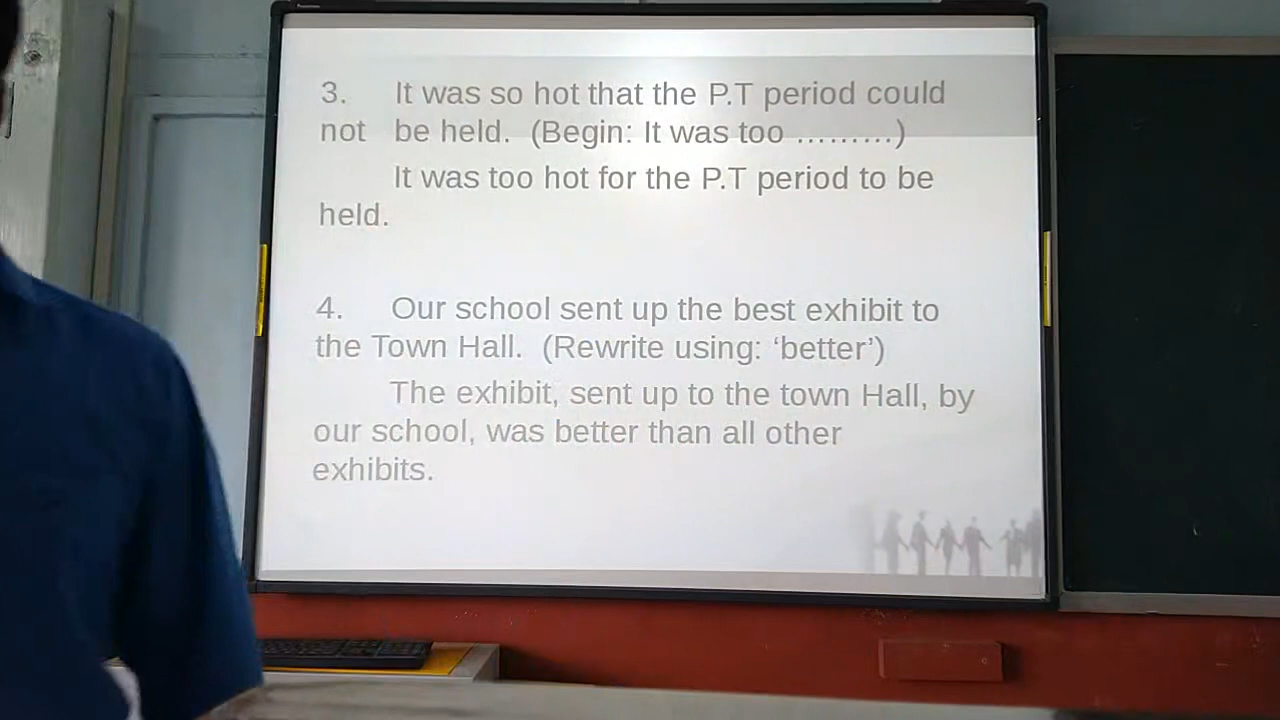 3. It was so hot that the P.T period could
not be held. (Begin: It was too .........)
It was too hot for the P.T period to be
held.
4. Our school sent up the best exhibit to
the Town Hall. (Rewrite using: ‘better’)
The exhibit, sent up to the town Hall, by
our school, was better than all other
exhibits.